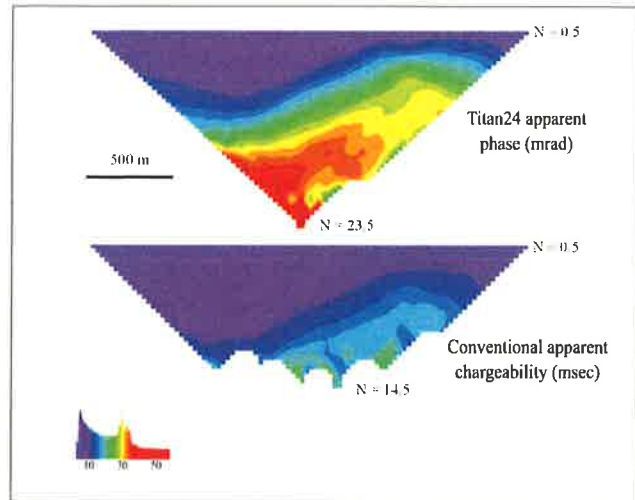 N = 0.5
Titan24 apparent
phase (mrad)
500 m
N = 23.5
N = 0.5
Conventional apparent
chargeability (msec)
N = 14.5
10 30 50